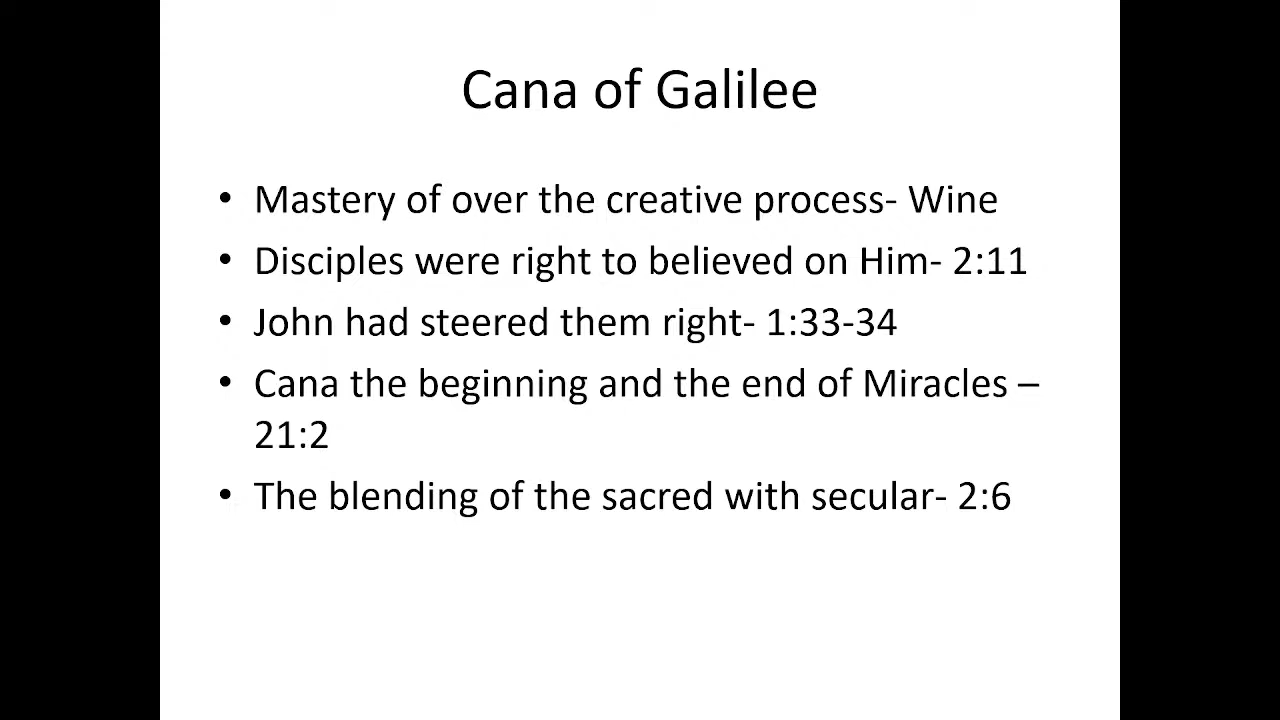 Cana of Galilee
• Mastery of over the creative process- Wine
• Disciples were right to believed on Him- 2:11
• John had steered them right- 1:33-34
• Cana the beginning and the end of Miracles –
21:2
• The blending of the sacred with secular- 2:6